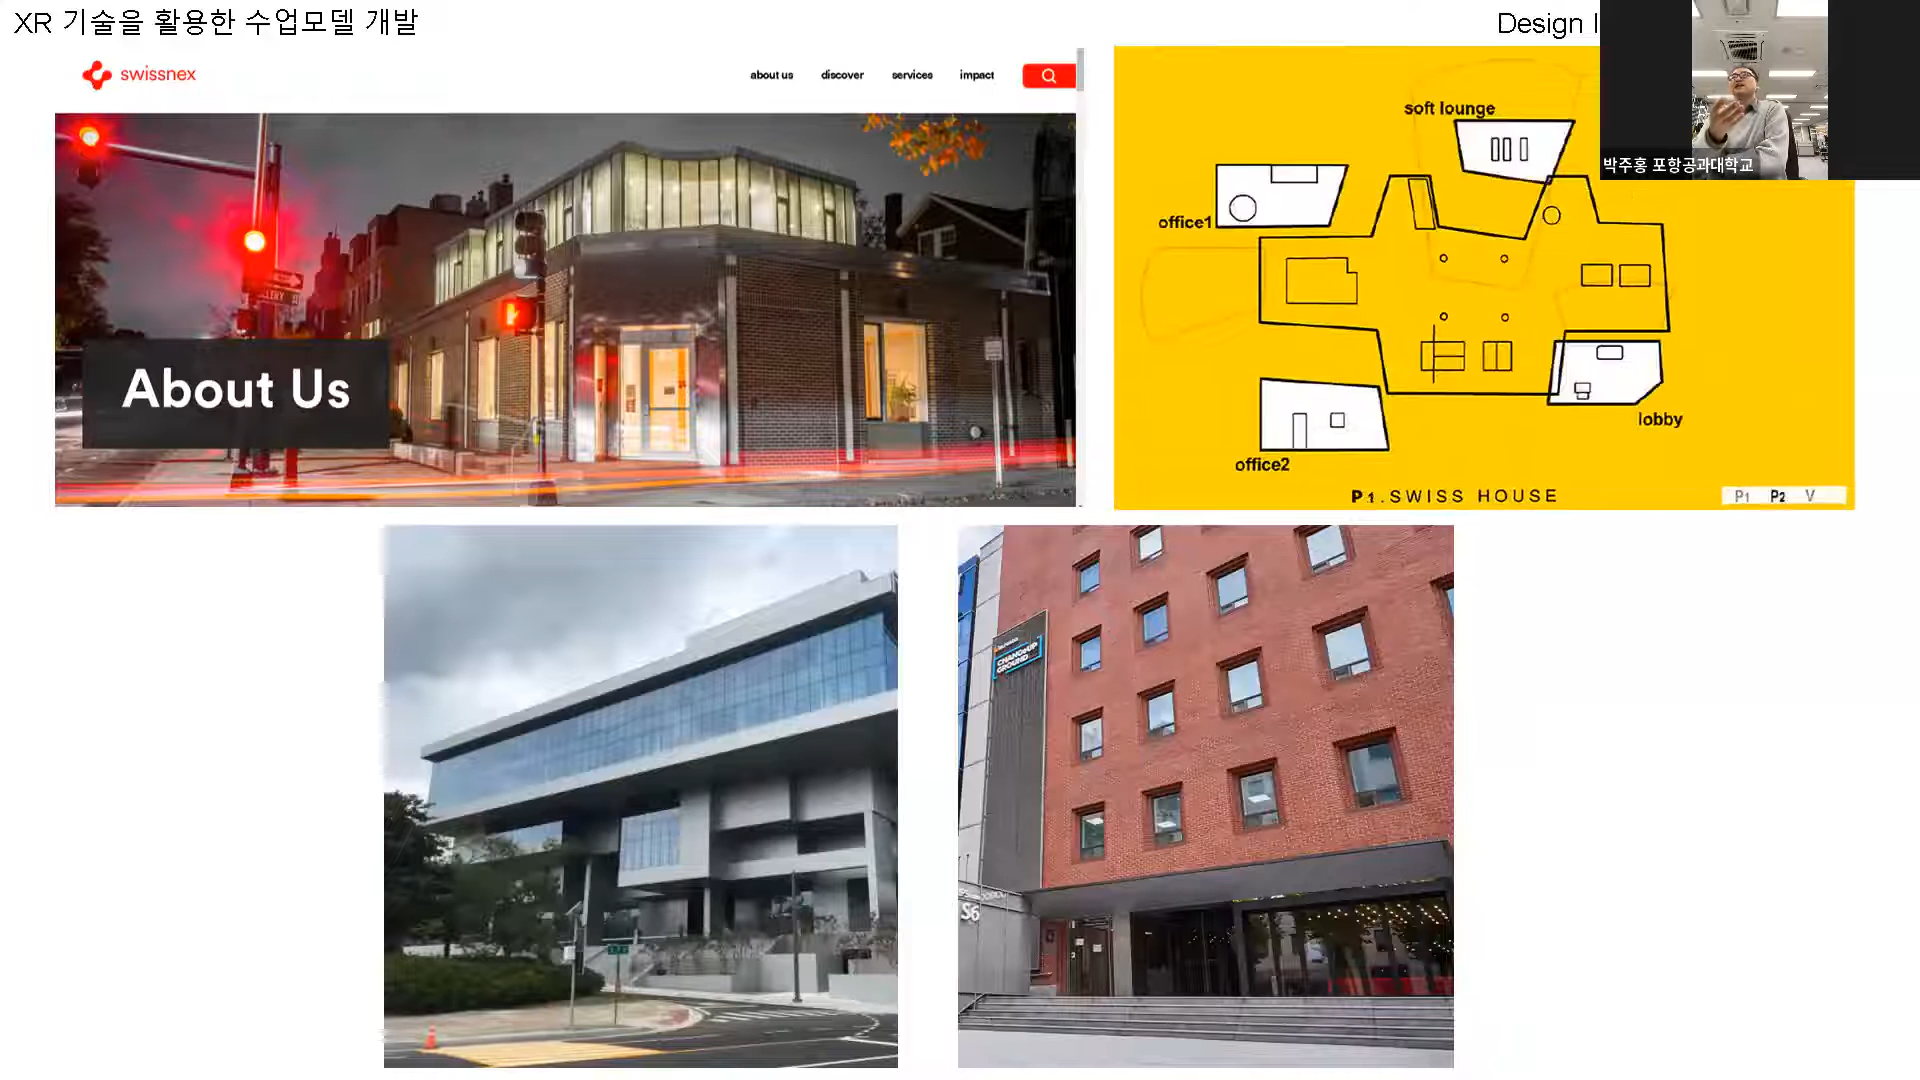 XR 기술을 활용한 수업모델 개발
Design I
swissnex
about us
discover
services
impact
About Us
soft lounge
office1
office2
lobby
P1.SWISS HOUSE
P1 P2 V
박주홍 포항공과대학교
CHANGeUP
GROUND
S6